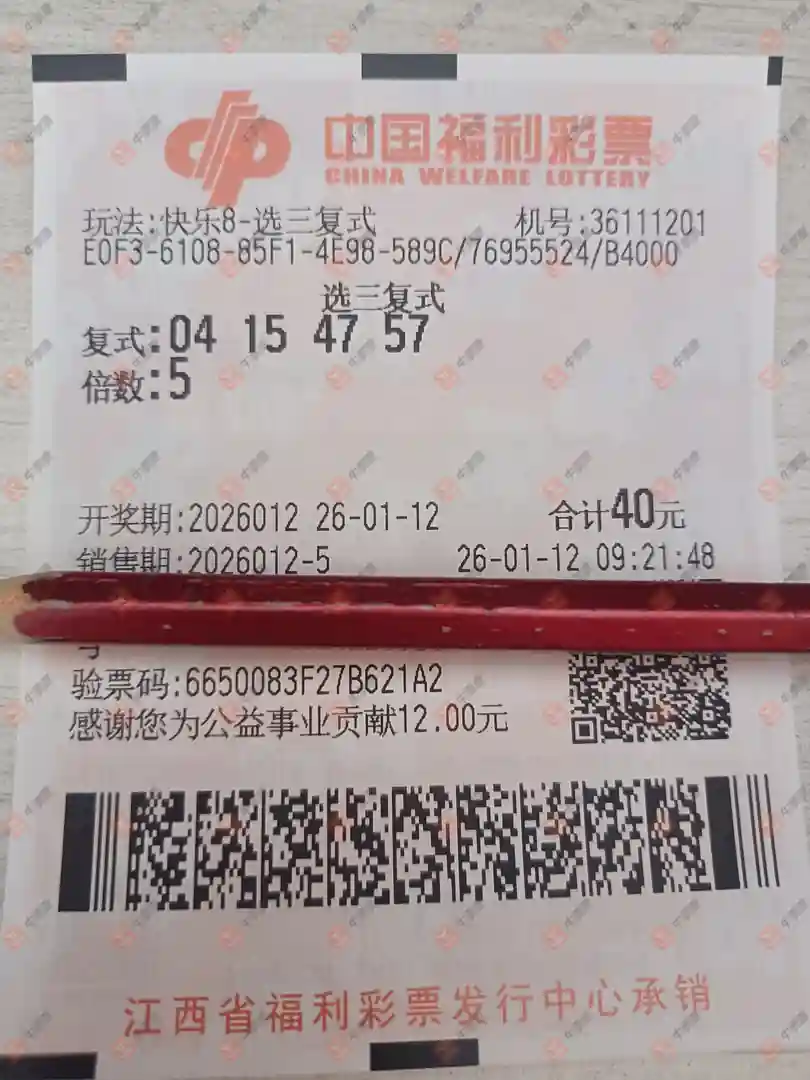 中国福利彩票
CHINA WELFARE LOTTERY
玩法:快乐8-选三复式 机号:36111201
E0F3-6108-85F1-4E98-589C/76955524/B4000
选三复式
复式:04 15 47 57
倍数:5
开奖期:2026012 26-01-12 合计40元
销售期:2026012-5 26-01-12 09:21:48
验票码:6650083F27B621A2
感谢您为公益事业贡献12.00元
江西省福利彩票发行中心承销